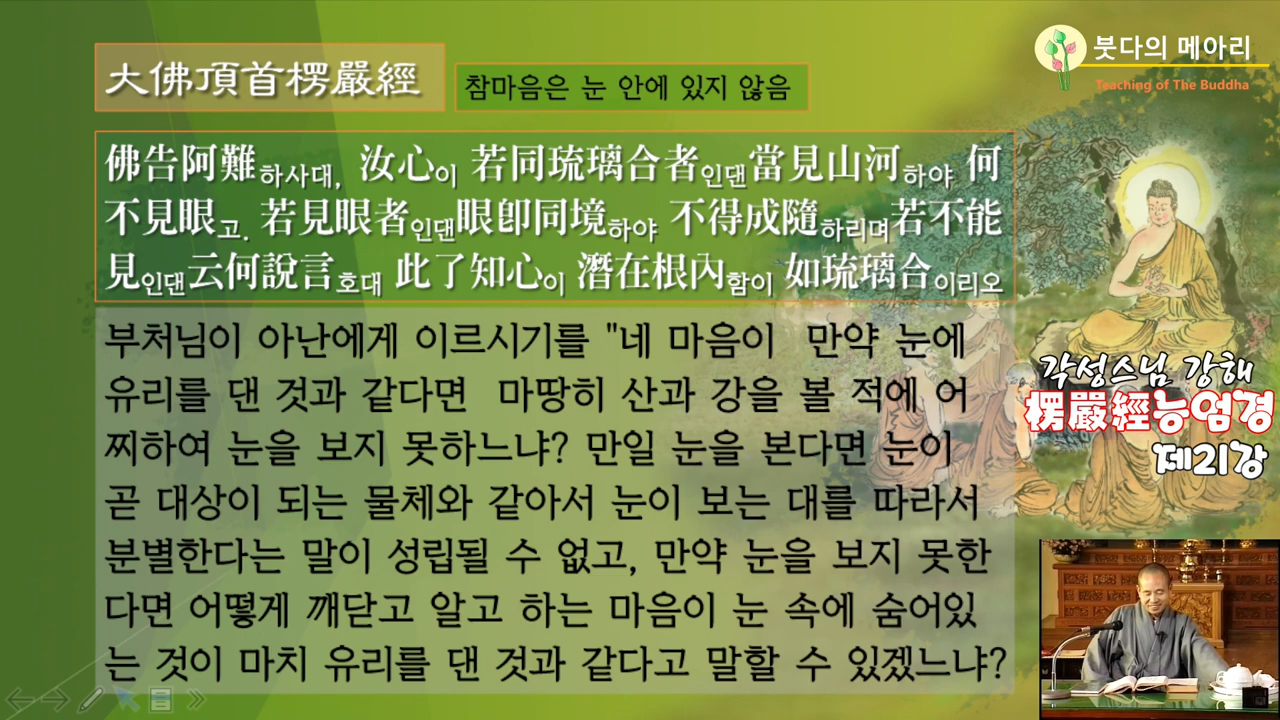 大佛頂首楞嚴經
참마음은 눈 안에 있지 않음
붓다의 메아리
Teaching of The Buddha
佛告阿難하사대, 汝心이 若同琉璃合者인댄當見山河하야 何
不見眼고. 若見眼者인댄眼卽同境하야 不得成隨하리며若不能
見인댄云何說言호대 此了知心이 潛在根內함이 如琉璃合이리오
부처님이 아난에게 이르시기를 "네 마음이 만약 눈에
유리를 댄 것과 같다면 마땅히 산과 강을 볼 적에 어
찌하여 눈을 보지 못하느냐? 만일 눈을 본다면 눈이
곧 대상이 되는 물체와 같아서 눈이 보는 대를 따라서
분별한다는 말이 성립될 수 없고, 만약 눈을 보지 못한
다면 어떻게 깨닫고 알고 하는 마음이 눈 속에 숨어있
는 것이 마치 유리를 댄 것과 같다고 말할 수 있겠느냐?
각성스님 강해
楞嚴經능엄경
제21강